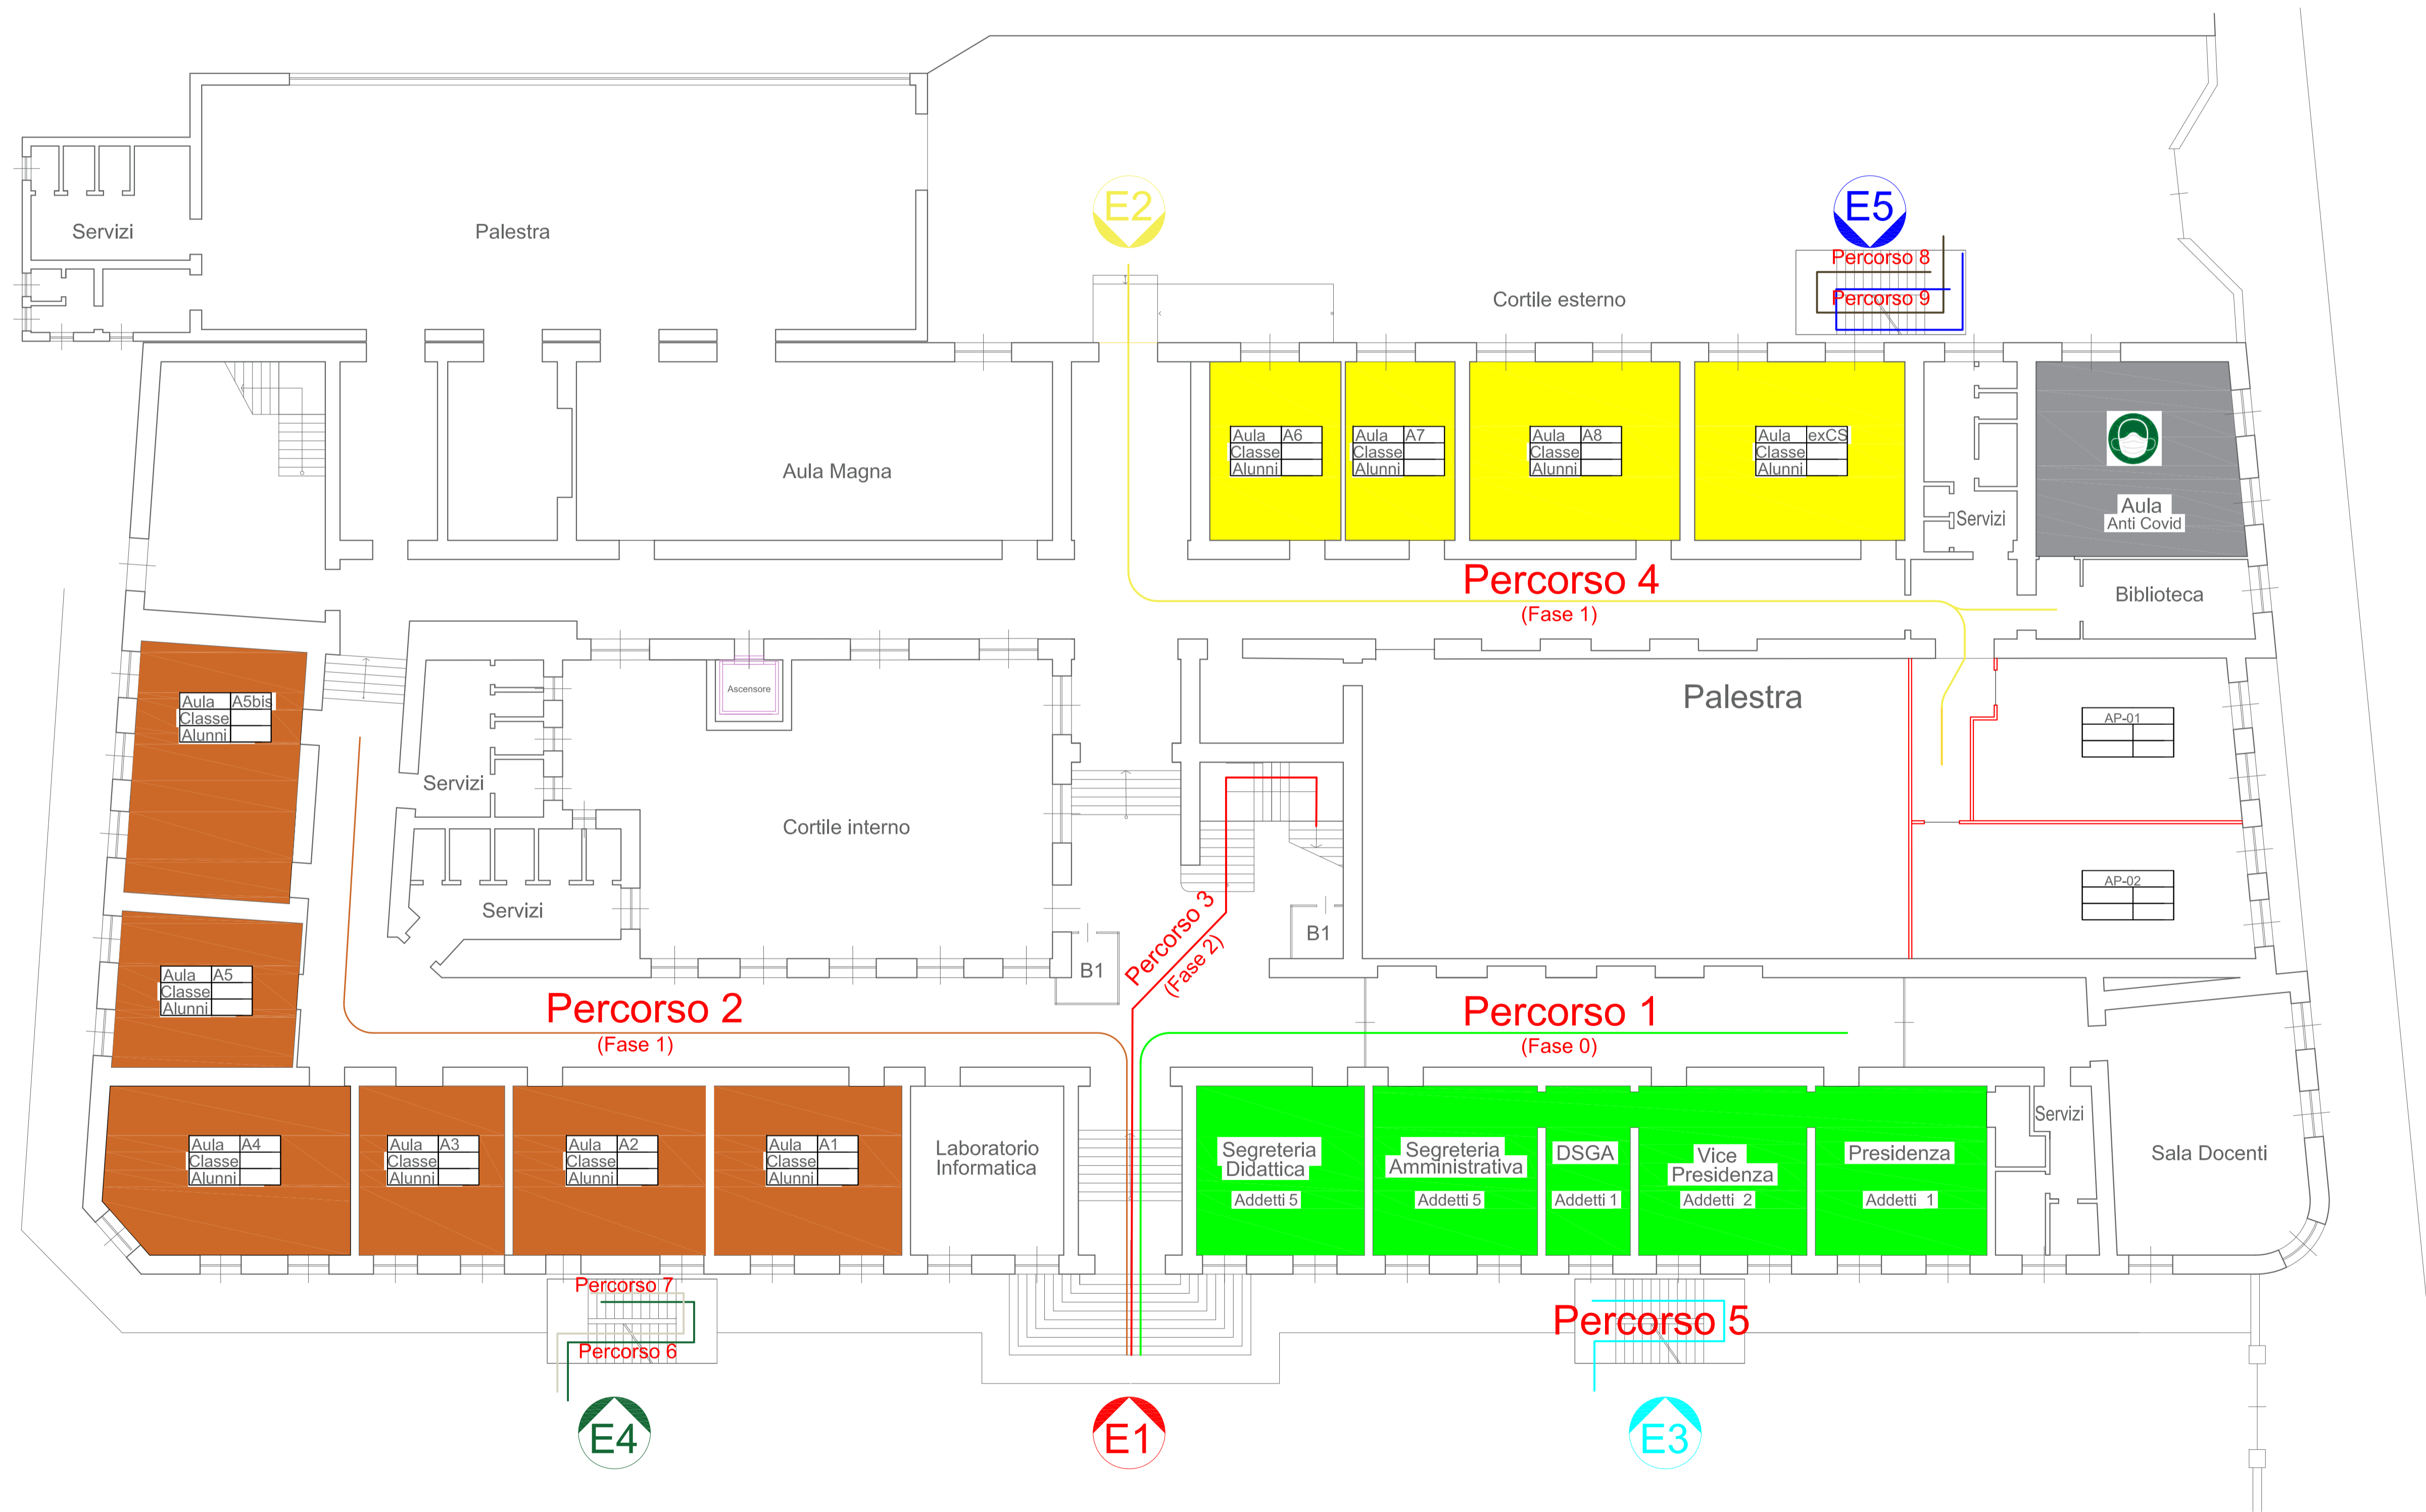 E2
E5
Percorso 8
Percorso 9
Servizi
Palestra
Cortile esterno
Aula A6
Classe
Alunni
Aula A7
Classe
Alunni
Aula A8
Classe
Alunni
Aula exCS
Classe
Alunni
Aula Magna
Servizi
Aula
Anti Covid
Percorso 4
(Fase 1)
Biblioteca
Aula A5bis
Classe
Alunni
Ascensore
Palestra
AP-01
Servizi
Cortile interno
AP-02
Servizi
Percorso 3
(Fase 2)
B1
B1
Aula A5
Classe
Alunni
Percorso 2
(Fase 1)
Percorso 1
(Fase 0)
Aula A4
Classe
Alunni
Aula A3
Classe
Alunni
Aula A2
Classe
Alunni
Aula A1
Classe
Alunni
Laboratorio
Informatica
Segreteria
Didattica
Addetti 5
Segreteria
Amministrativa
Addetti 5
DSGA
Addetti 1
Vice
Presidenza
Addetti 2
Presidenza
Addetti 1
Servizi
Sala Docenti
Percorso 7
Percorso 6
Percorso 5
E4
E1
E3